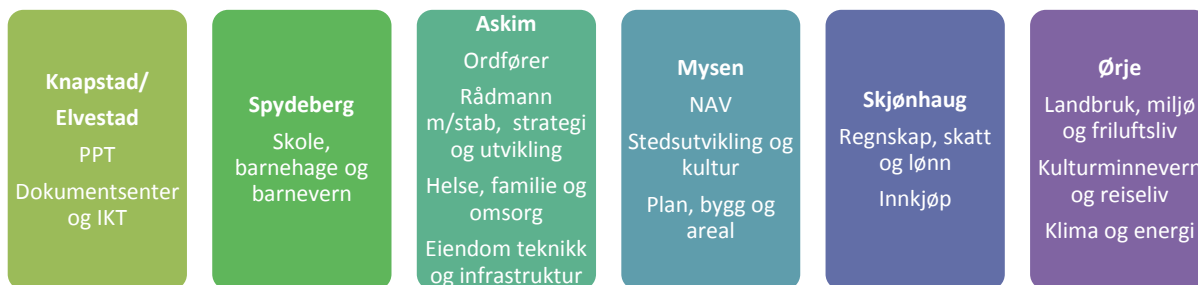 Knapstad/
Elvestad
PPT
Dokumentsenter
og IKT
Spydeberg
Skole,
barnehage og
barnevern
Askim
Ordfører
Rådmann
m/stab, strategi
og utvikling
Helse, familie og
omsorg
Eiendom teknikk
og infrastruktur
Mysen
NAV
Stedsutvikling og
kultur
Plan, bygg og
areal
Skjønhaug
Regnskap, skatt
og lønn
Innkjøp
Ørje
Landbruk, miljø
og friluftsliv
Kulturminnevern
og reiseliv
Klima og energi